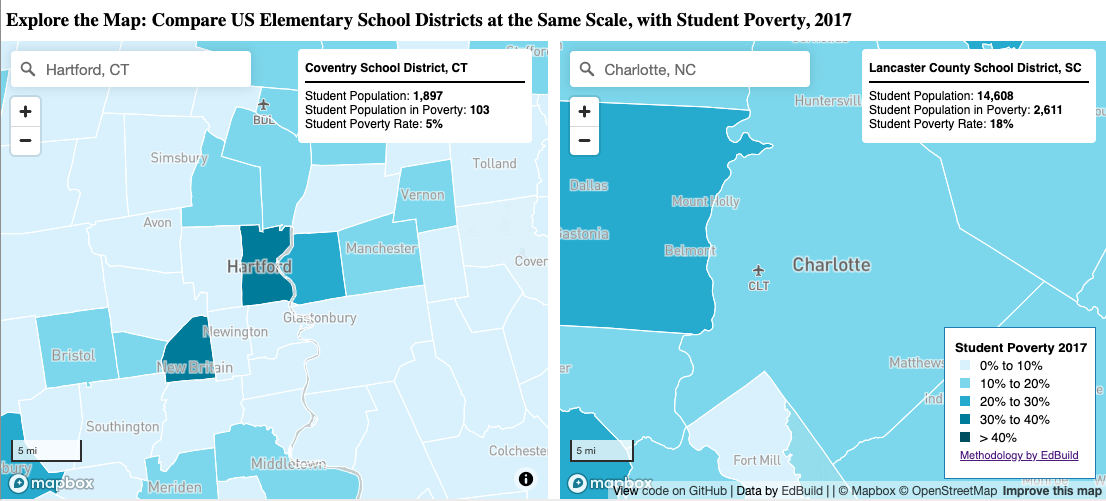 Explore the Map: Compare US Elementary School Districts at the Same Scale, with Student Poverty, 2017
Hartford, CT
Coventry School District, CT
Student Population: 1,897
Student Population in Poverty: 103
Student Poverty Rate: 5%
+
−
BDL
Simsbury
Tolland
Vernon
Avon
Manchester
Hartford
Cover
Glastonbury
Newington
Bristol
New Britain
Southington
5 mi
Colchester
Middletown
bury
Meriden
mapbox
i
Charlotte, NC
Lancaster County School District, SC
Student Population: 14,608
Student Population in Poverty: 2,611
Student Poverty Rate: 18%
+
−
Huntersvill
Dallas
Mount Holly
astonia
Belmont
Charlotte
CLT
Matthews
er
Ind
Fort Mill
Student Poverty 2017
0% to 10%
10% to 20%
20% to 30%
30% to 40%
> 40%
Methodology by EdBuild
5 mi
mapbox
View code on GitHub | Data by EdBuild | | © Mapbox © OpenStreetMap Improve this map